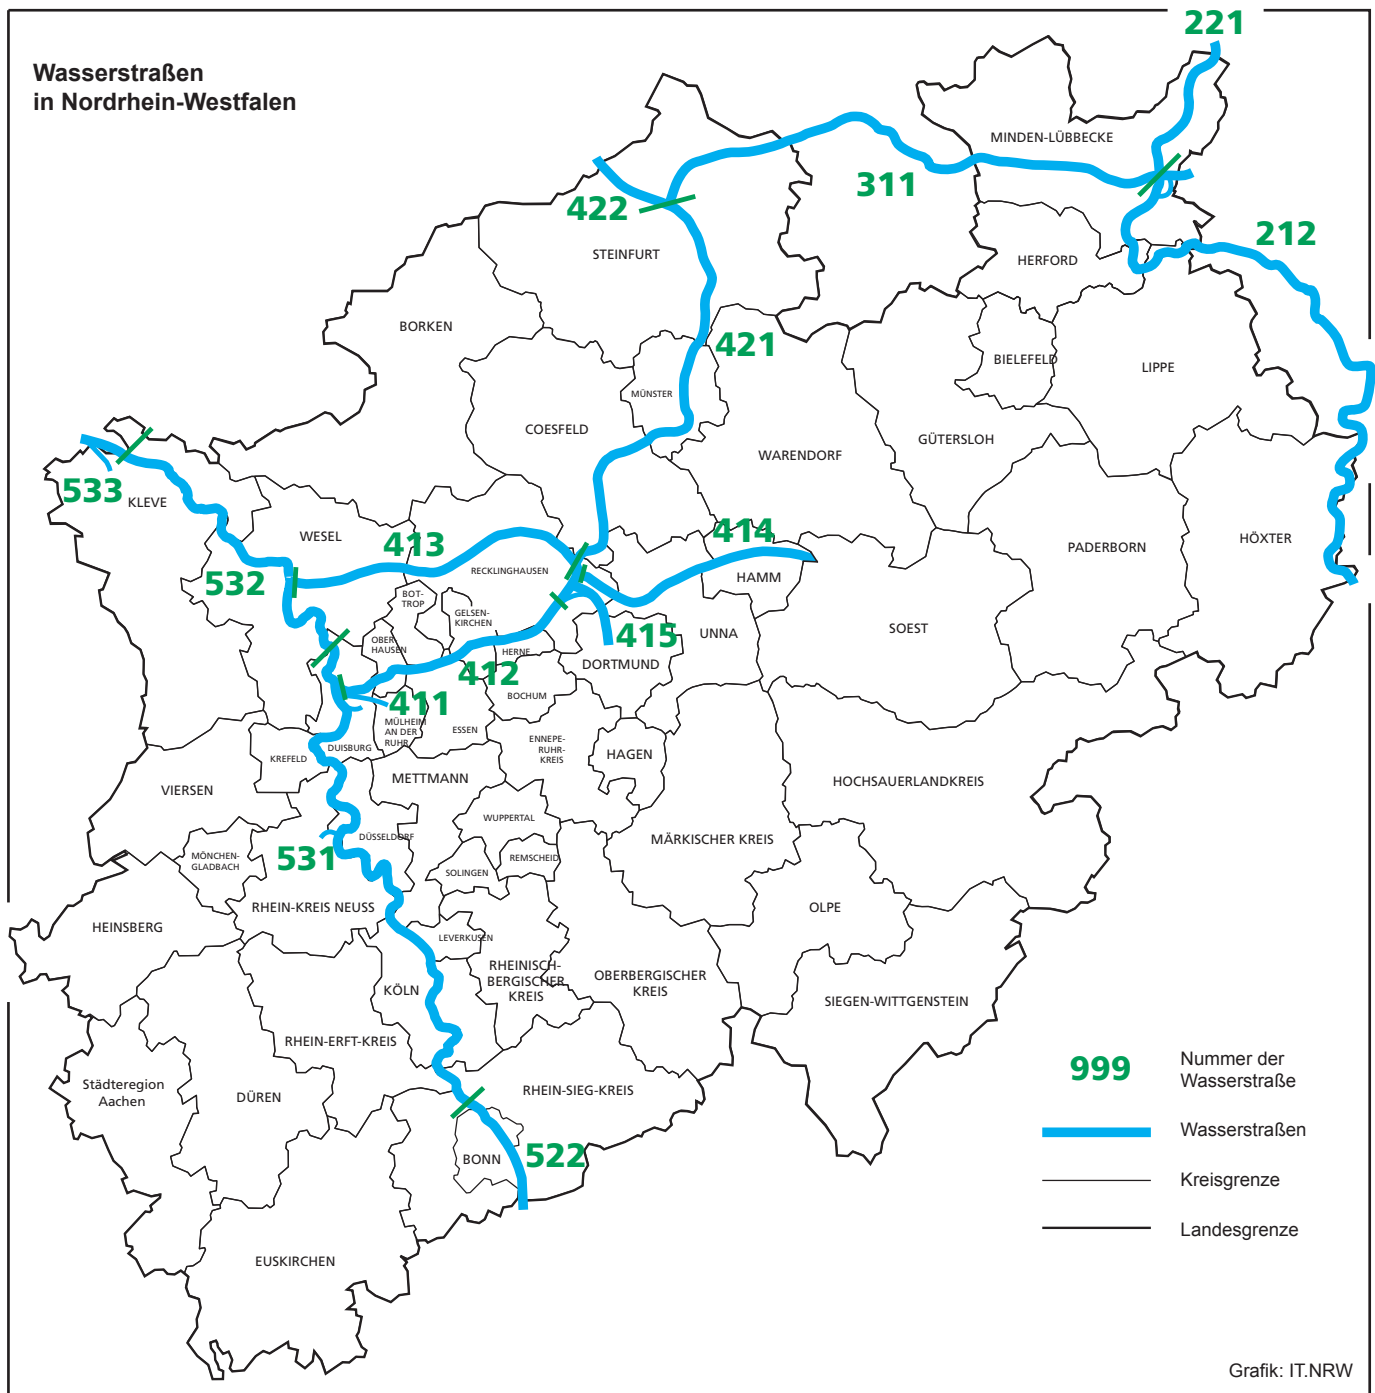 221
Wasserstraßen
in Nordrhein-Westfalen
MINDEN-LÜBBECKE
311
422
212
STEINFURT
HERFORD
BORKEN
421
BIELEFELD
LIPPE
MÜNSTER
COESFELD
GÜTERSLOH
WARENDORF
533
KLEVE
WESEL
413
414
PADERBORN
HÖXTER
RECKLINGHAUSEN
532
HAMM
BOT-
TROP
GELSEN-
KIRCHEN
SOEST
UNNA
415
OBER-
HAUSEN
HERNE
DORTMUND
412
411
BOCHUM
MÜLHEIM
AN DER
RUHR
ESSEN
DUISBURG
ENNEPE-
RUHR-
KREIS
HAGEN
KREFELD
METTMANN
HOCHSAUERLANDKREIS
VIERSEN
WUPPERTAL
DÜSSELDORF
MÄRKISCHER KREIS
531
MÖNCHEN-
GLADBACH
REMSCHEID
SOLINGEN
RHEIN-KREIS NEUSS
OLPE
HEINSBERG
LEVERKUSEN
RHEINISCH-
BERGISCHER
KREIS
OBERBERGISCHER
KREIS
KÖLN
SIEGEN-WITTGENSTEIN
RHEIN-ERFT-KREIS
999
Nummer der
Wasserstraße
Städteregion
Aachen
DÜREN
RHEIN-SIEG-KREIS
Wasserstraßen
BONN
522
Kreisgrenze
Landesgrenze
EUSKIRCHEN
Grafik: IT.NRW